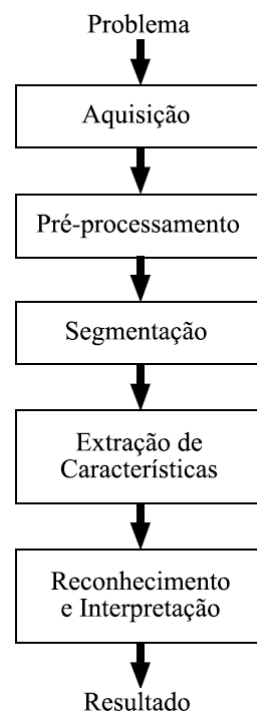 Problema
Aquisição
Pré-processamento
Segmentação
Extração de
Características
Reconhecimento
e Interpretação
Resultado